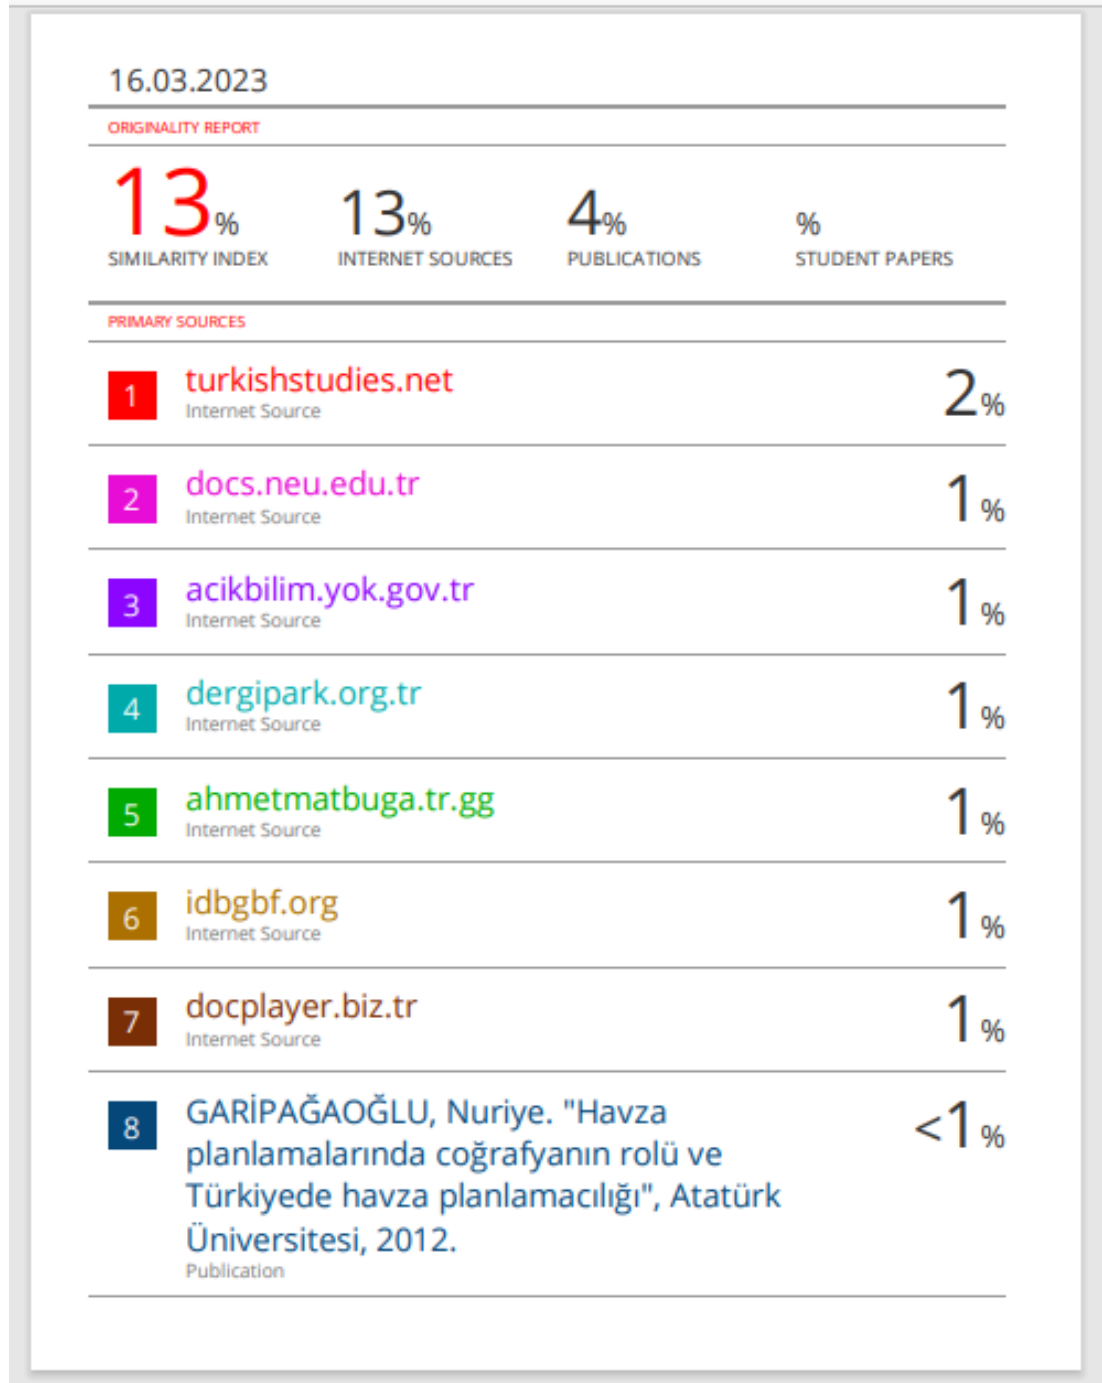 16.03.2023
ORIGINALITY REPORT
13% 13% 4% %
SIMILARITY INDEX INTERNET SOURCES PUBLICATIONS STUDENT PAPERS
PRIMARY SOURCES
1 turkishstudies.net 2%
Internet Source
2 docs.neu.edu.tr 1%
Internet Source
3 acikbilim.yok.gov.tr 1%
Internet Source
4 dergipark.org.tr 1%
Internet Source
5 ahmetmatbuga.tr.gg 1%
Internet Source
6 idbgbf.org 1%
Internet Source
7 docplayer.biz.tr 1%
Internet Source
8 GARİPAĞAOĞLU, Nuriye. "Havza <1%
planlamalarında coğrafyanın rolü ve
Türkiyede havza planlamacılığı", Atatürk
Üniversitesi, 2012.
Publication